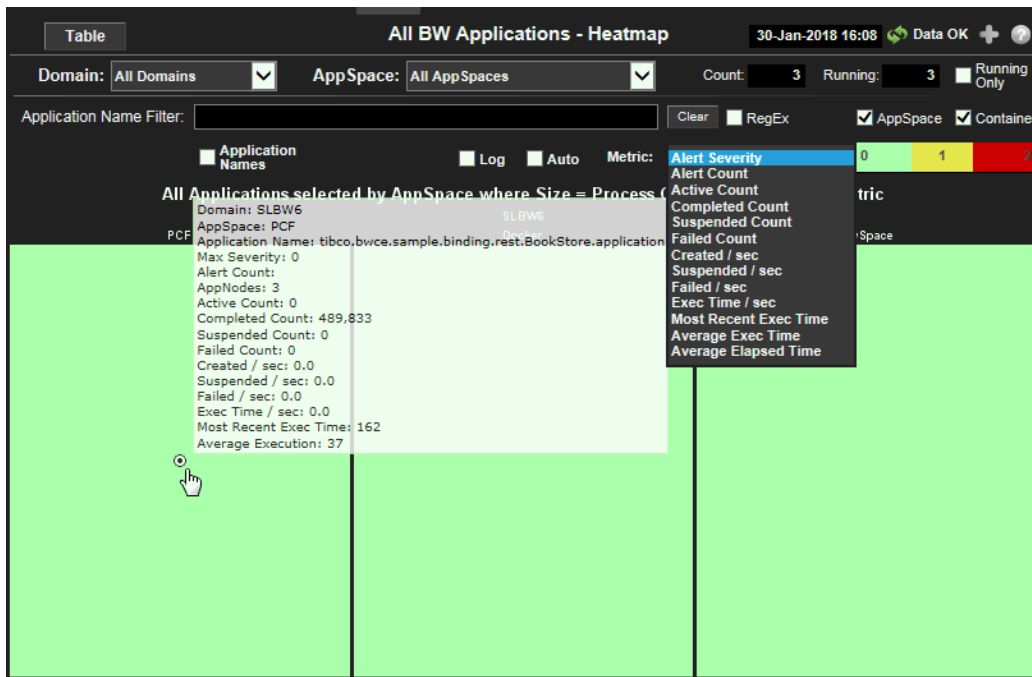 Table
All BW Applications - Heatmap
30-Jan-2018 16:08 Data OK
Domain: All Domains AppSpace: All AppSpaces Count: 3 Running: 3 Running Only
Application Name Filter: Clear RegEx AppSpace Containe
Application Names Log Auto Metric: Alert Severity 0 1 2
Alert Count
Active Count
Completed Count
Suspended Count
Failed Count
Created / sec
Suspended / sec
Failed / sec
Exec Time / sec
Most Recent Exec Time
Average Exec Time
Average Elapsed Time
All Applications selected by AppSpace where Size = Process tric
SLBW6
PCF Docker Space
Domain: SLBW6
AppSpace: PCF
Application Name: tibco.bwce.sample.binding.rest.BookStore.application
Max Severity: 0
Alert Count:
AppNodes: 3
Active Count: 0
Completed Count: 489,833
Suspended Count: 0
Failed Count: 0
Created / sec: 0.0
Suspended / sec: 0.0
Failed / sec: 0.0
Exec Time / sec: 0.0
Most Recent Exec Time: 162
Average Execution: 37